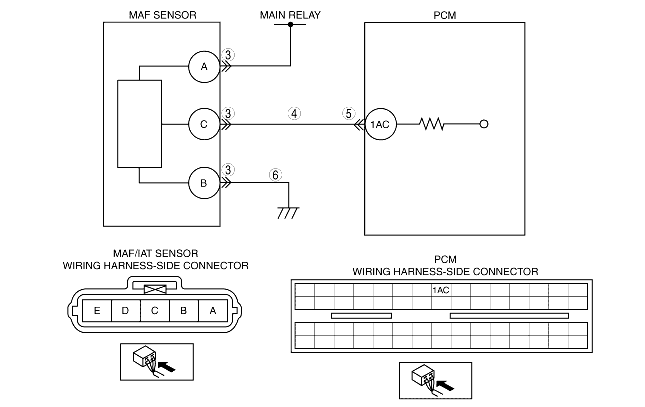 MAF SENSOR
MAIN RELAY
PCM
A
3
C
3
4
5
1AC
B
3
6
MAF/IAT SENSOR
WIRING HARNESS-SIDE CONNECTOR
E D C B A
PCM
WIRING HARNESS-SIDE CONNECTOR
1AC